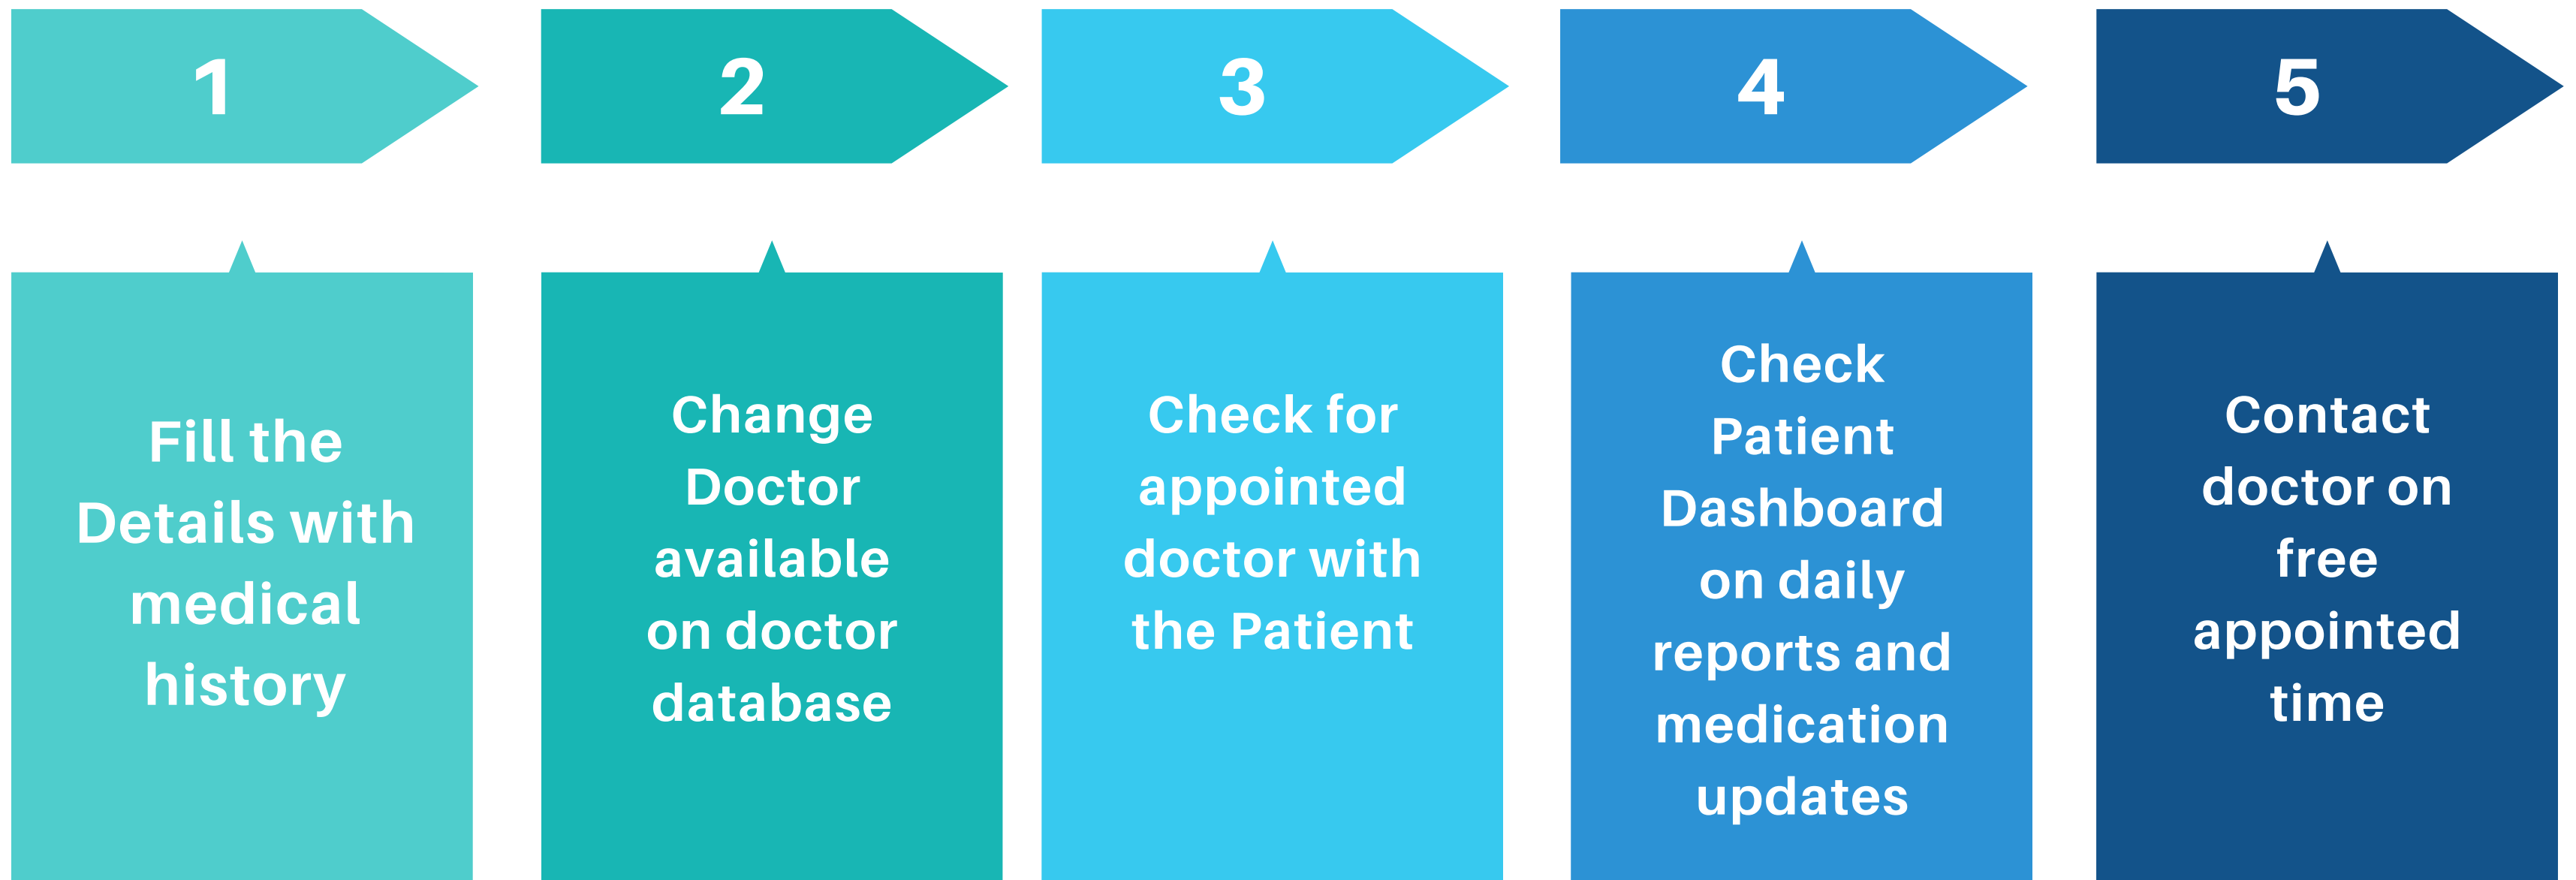 1
2
3
4
5
Fill the
Details with
medical
history
Change
Doctor
available
on doctor
database
Check for
appointed
doctor with
the Patient
Check
Patient
Dashboard
on daily
reports and
medication
updates
Contact
doctor on
free
appointed
time